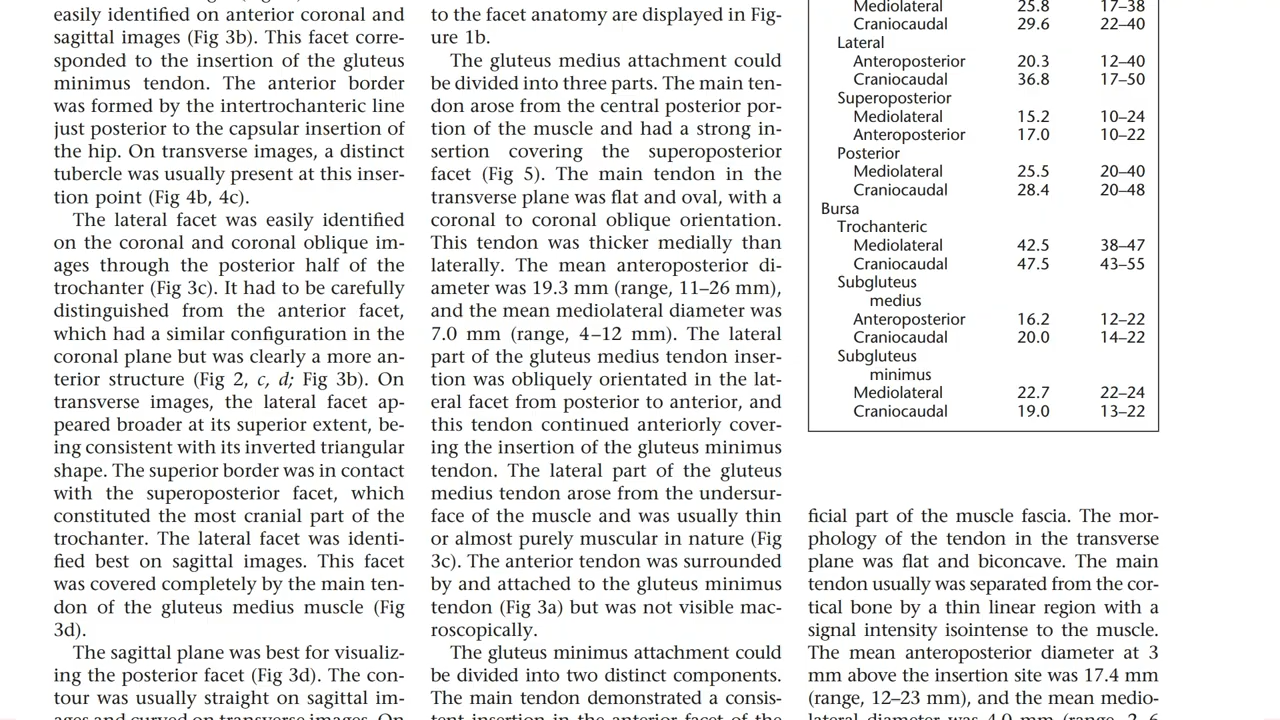 easily identified on anterior coronal and
sagittal images (Fig 3b). This facet corre-
sponded to the insertion of the gluteus
minimus tendon. The anterior border
was formed by the intertrochanteric line
just posterior to the capsular insertion of
the hip. On transverse images, a distinct
tubercle was usually present at this inser-
tion point (Fig 4b, 4c).
The lateral facet was easily identified
on the coronal and coronal oblique im-
ages through the posterior half of the
trochanter (Fig 3c). It had to be carefully
distinguished from the anterior facet,
which had a similar configuration in the
coronal plane but was clearly a more an-
terior structure (Fig 2, c, d; Fig 3b). On
transverse images, the lateral facet ap-
peared broader at its superior extent, be-
ing consistent with its inverted triangular
shape. The superior border was in contact
with the superoposterior facet, which
constituted the most cranial part of the
trochanter. The lateral facet was identi-
fied best on sagittal images. This facet
was covered completely by the main ten-
don of the gluteus medius muscle (Fig
3d).
The sagittal plane was best for visualiz-
ing the posterior facet (Fig 3d). The con-
tour was usually straight on sagittal im-
ages and curved on transverse images. On
to the facet anatomy are displayed in Fig-
ure 1b.
The gluteus medius attachment could
be divided into three parts. The main ten-
don arose from the central posterior por-
tion of the muscle and had a strong in-
sertion covering the superoposterior
facet (Fig 5). The main tendon in the
transverse plane was flat and oval, with a
coronal to coronal oblique orientation.
This tendon was thicker medially than
laterally. The mean anteroposterior di-
ameter was 19.3 mm (range, 11–26 mm),
and the mean mediolateral diameter was
7.0 mm (range, 4–12 mm). The lateral
part of the gluteus medius tendon inser-
tion was obliquely orientated in the lat-
eral facet from posterior to anterior, and
this tendon continued anteriorly cover-
ing the insertion of the gluteus minimus
tendon. The lateral part of the gluteus
medius tendon arose from the undersur-
face of the muscle and was usually thin
or almost purely muscular in nature (Fig
3c). The anterior tendon was surrounded
by and attached to the gluteus minimus
tendon (Fig 3a) but was not visible mac-
roscopically.
The gluteus minimus attachment could
be divided into two distinct components.
The main tendon demonstrated a consis-
tent insertion in the anterior facet of the
Mediolateral 25.8 17–38
Craniocaudal 29.6 22–40
Lateral
Anteroposterior 20.3 12–40
Craniocaudal 36.8 17–50
Superoposterior
Mediolateral 15.2 10–24
Anteroposterior 17.0 10–22
Posterior
Mediolateral 25.5 20–40
Craniocaudal 28.4 20–48
Bursa
Trochanteric
Mediolateral 42.5 38–47
Craniocaudal 47.5 43–55
Subgluteus
medius
Anteroposterior 16.2 12–22
Craniocaudal 20.0 14–22
Subgluteus
minimus
Mediolateral 22.7 22–24
Craniocaudal 19.0 13–22
ficial part of the muscle fascia. The mor-
phology of the tendon in the transverse
plane was flat and biconcave. The main
tendon usually was separated from the cor-
tical bone by a thin linear region with a
signal intensity isointense to the muscle.
The mean anteroposterior diameter at 3
mm above the insertion site was 17.4 mm
(range, 12–23 mm), and the mean medio-
lateral diameter was 4.0 mm (range, 2–6